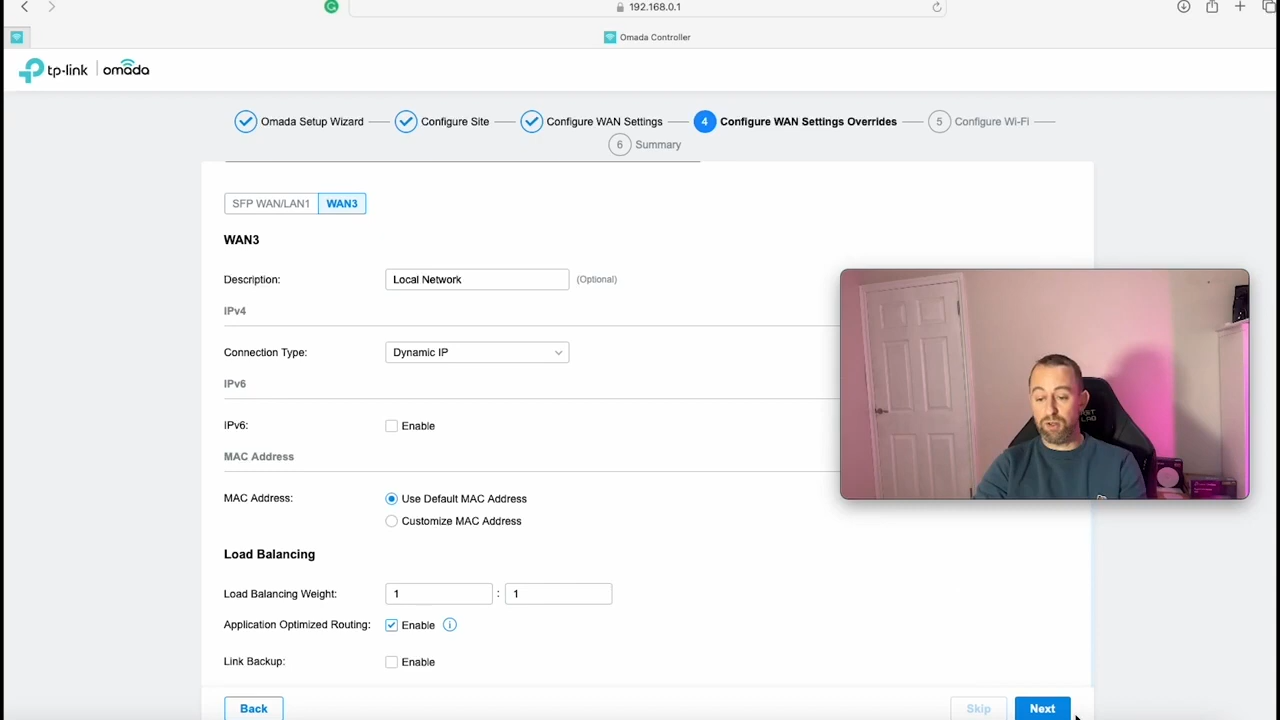 192.168.0.1
Omada Controller
tp-link | omada
Omada Setup Wizard
Configure Site
Configure WAN Settings
4 Configure WAN Settings Overrides
5 Configure Wi-Fi
6 Summary
SFP WAN/LAN1 WAN3
WAN3
Description: Local Network (Optional)
IPv4
Connection Type: Dynamic IP
IPv6
IPv6: Enable
MAC Address
MAC Address: Use Default MAC Address
Customize MAC Address
Load Balancing
Load Balancing Weight: 1 : 1
Application Optimized Routing: Enable
Link Backup: Enable
Back Skip Next